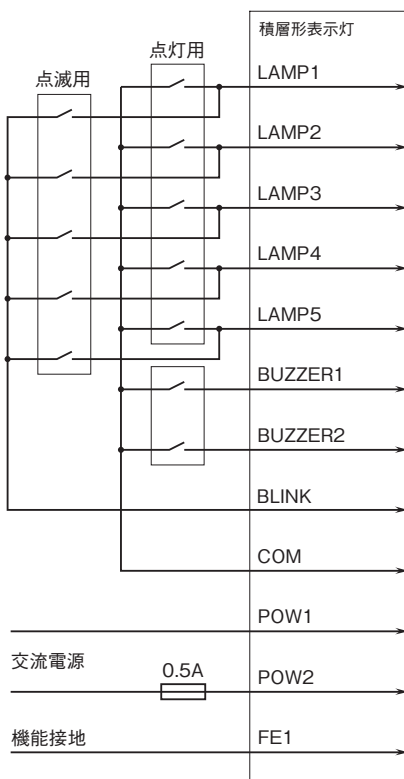 積層形表示灯
点灯用
点滅用
LAMP1
LAMP2
LAMP3
LAMP4
LAMP5
BUZZER1
BUZZER2
BLINK
COM
POW1
交流電源
0.5A
POW2
機能接地
FE1